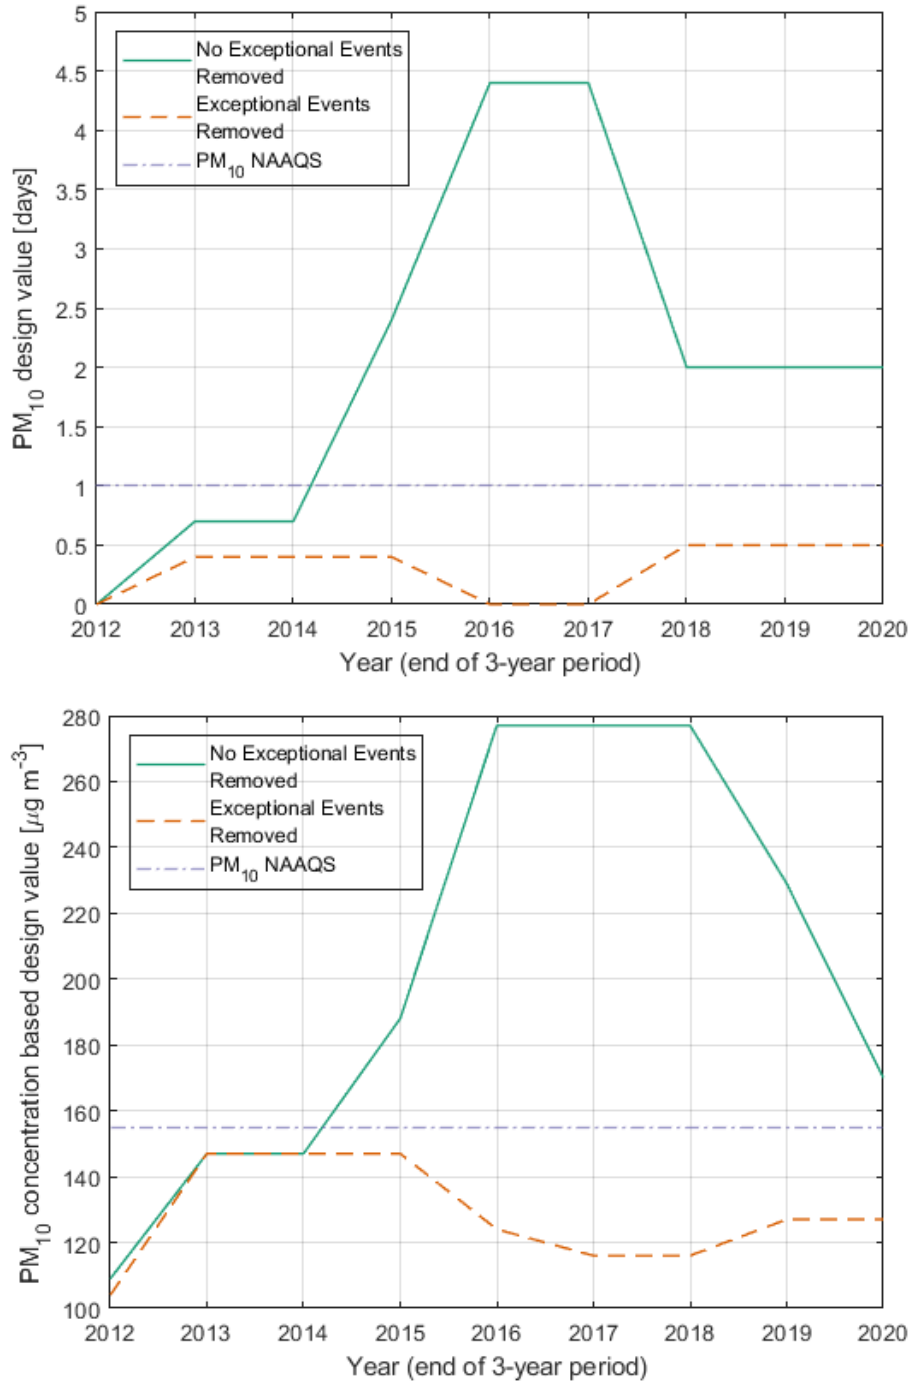 5
4.5
4
3.5
3
2.5
2
1.5
1
0.5
0
PM10 design value [days]
No Exceptional Events
Removed
Exceptional Events
Removed
PM10 NAAQS
2012 2013 2014 2015 2016 2017 2018 2019 2020
Year (end of 3-year period)
280
260
240
220
200
180
160
140
120
100
PM10 concentration based design value [μg m-3]
No Exceptional Events
Removed
Exceptional Events
Removed
PM10 NAAQS
2012 2013 2014 2015 2016 2017 2018 2019 2020
Year (end of 3-year period)